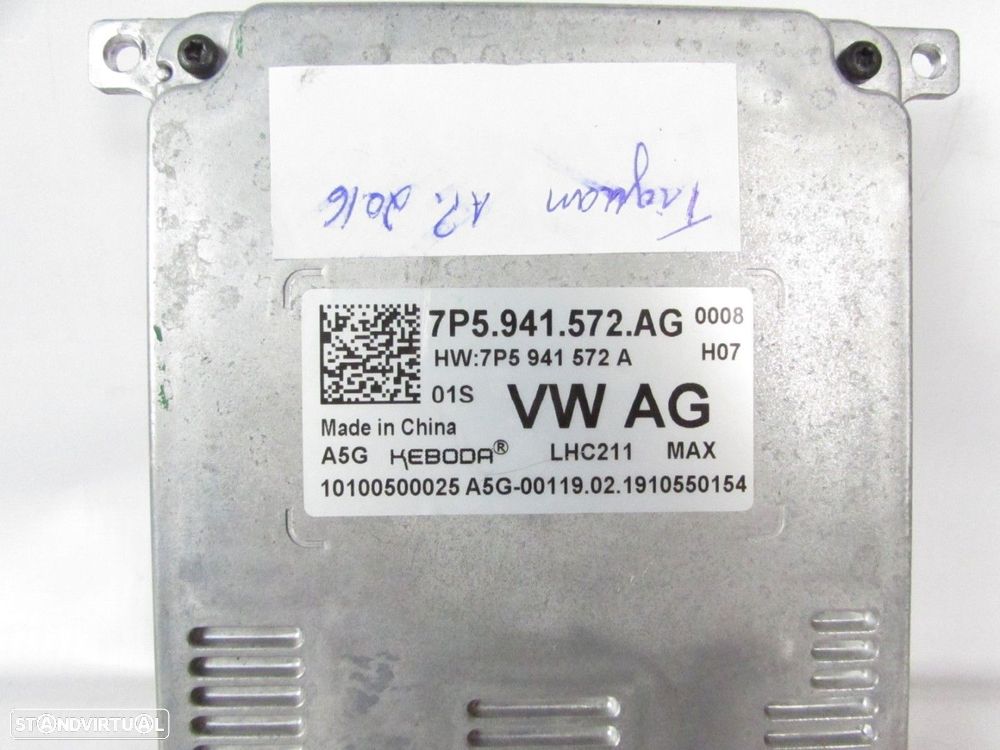 Tiguan A7. 2016
7P5.941.572.AG 0008
HW:7P5 941 572 A H07
01S VW AG
Made in China
A5G KEBODA® LHC211 MAX
10100500025 A5G-00119.02.1910550154
STANDVIRTUAL